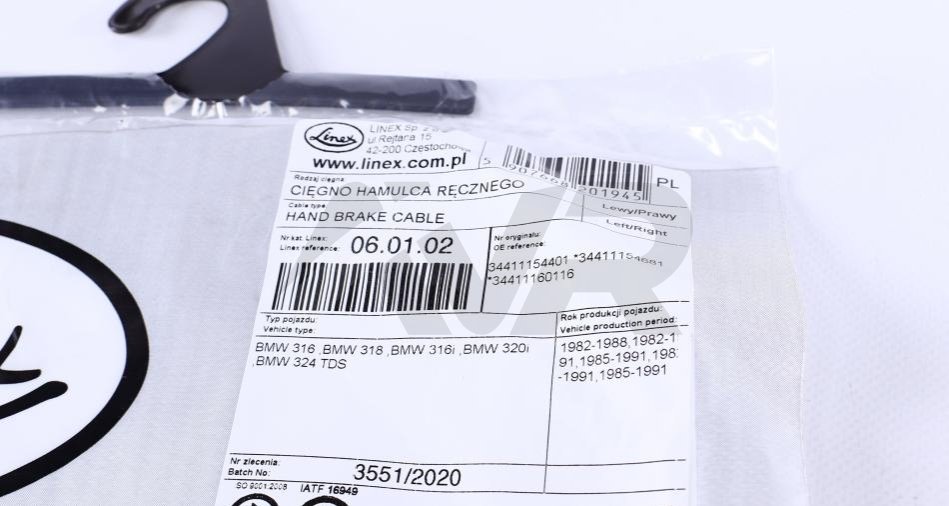 Linex
LINEX Sp. z o
ul Rejtana 15
42-200 Częstocho
www.linex.com.pl
5 907668 201945
PL
Rodzaj cięgna:
CIĘGNO HAMULCA RĘCZNEGO
Lewy/Prawy
Cable type:
HAND BRAKE CABLE
Left/Right
Nr kat. Linex:
Linex reference:
06.01.02
Nr oryginału:
OE reference:
34411154401 *34411154681
*34411160116
Typ pojazdu:
Vehicle type:
Rok produkcji pojazdu:
Vehicle production period:
BMW 316 ,BMW 318 ,BMW 316i ,BMW 320i
,BMW 324 TDS
1982-1988,1982-1
91,1985-1991,198
-1991,1985-1991
Nr zlecenia:
Batch No:
3551/2020
ISO 9001:2008
IATF 16949